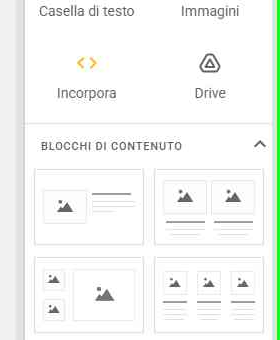 Casella di testo
Immagini
Incorpora
Drive
BLOCCHI DI CONTENUTO